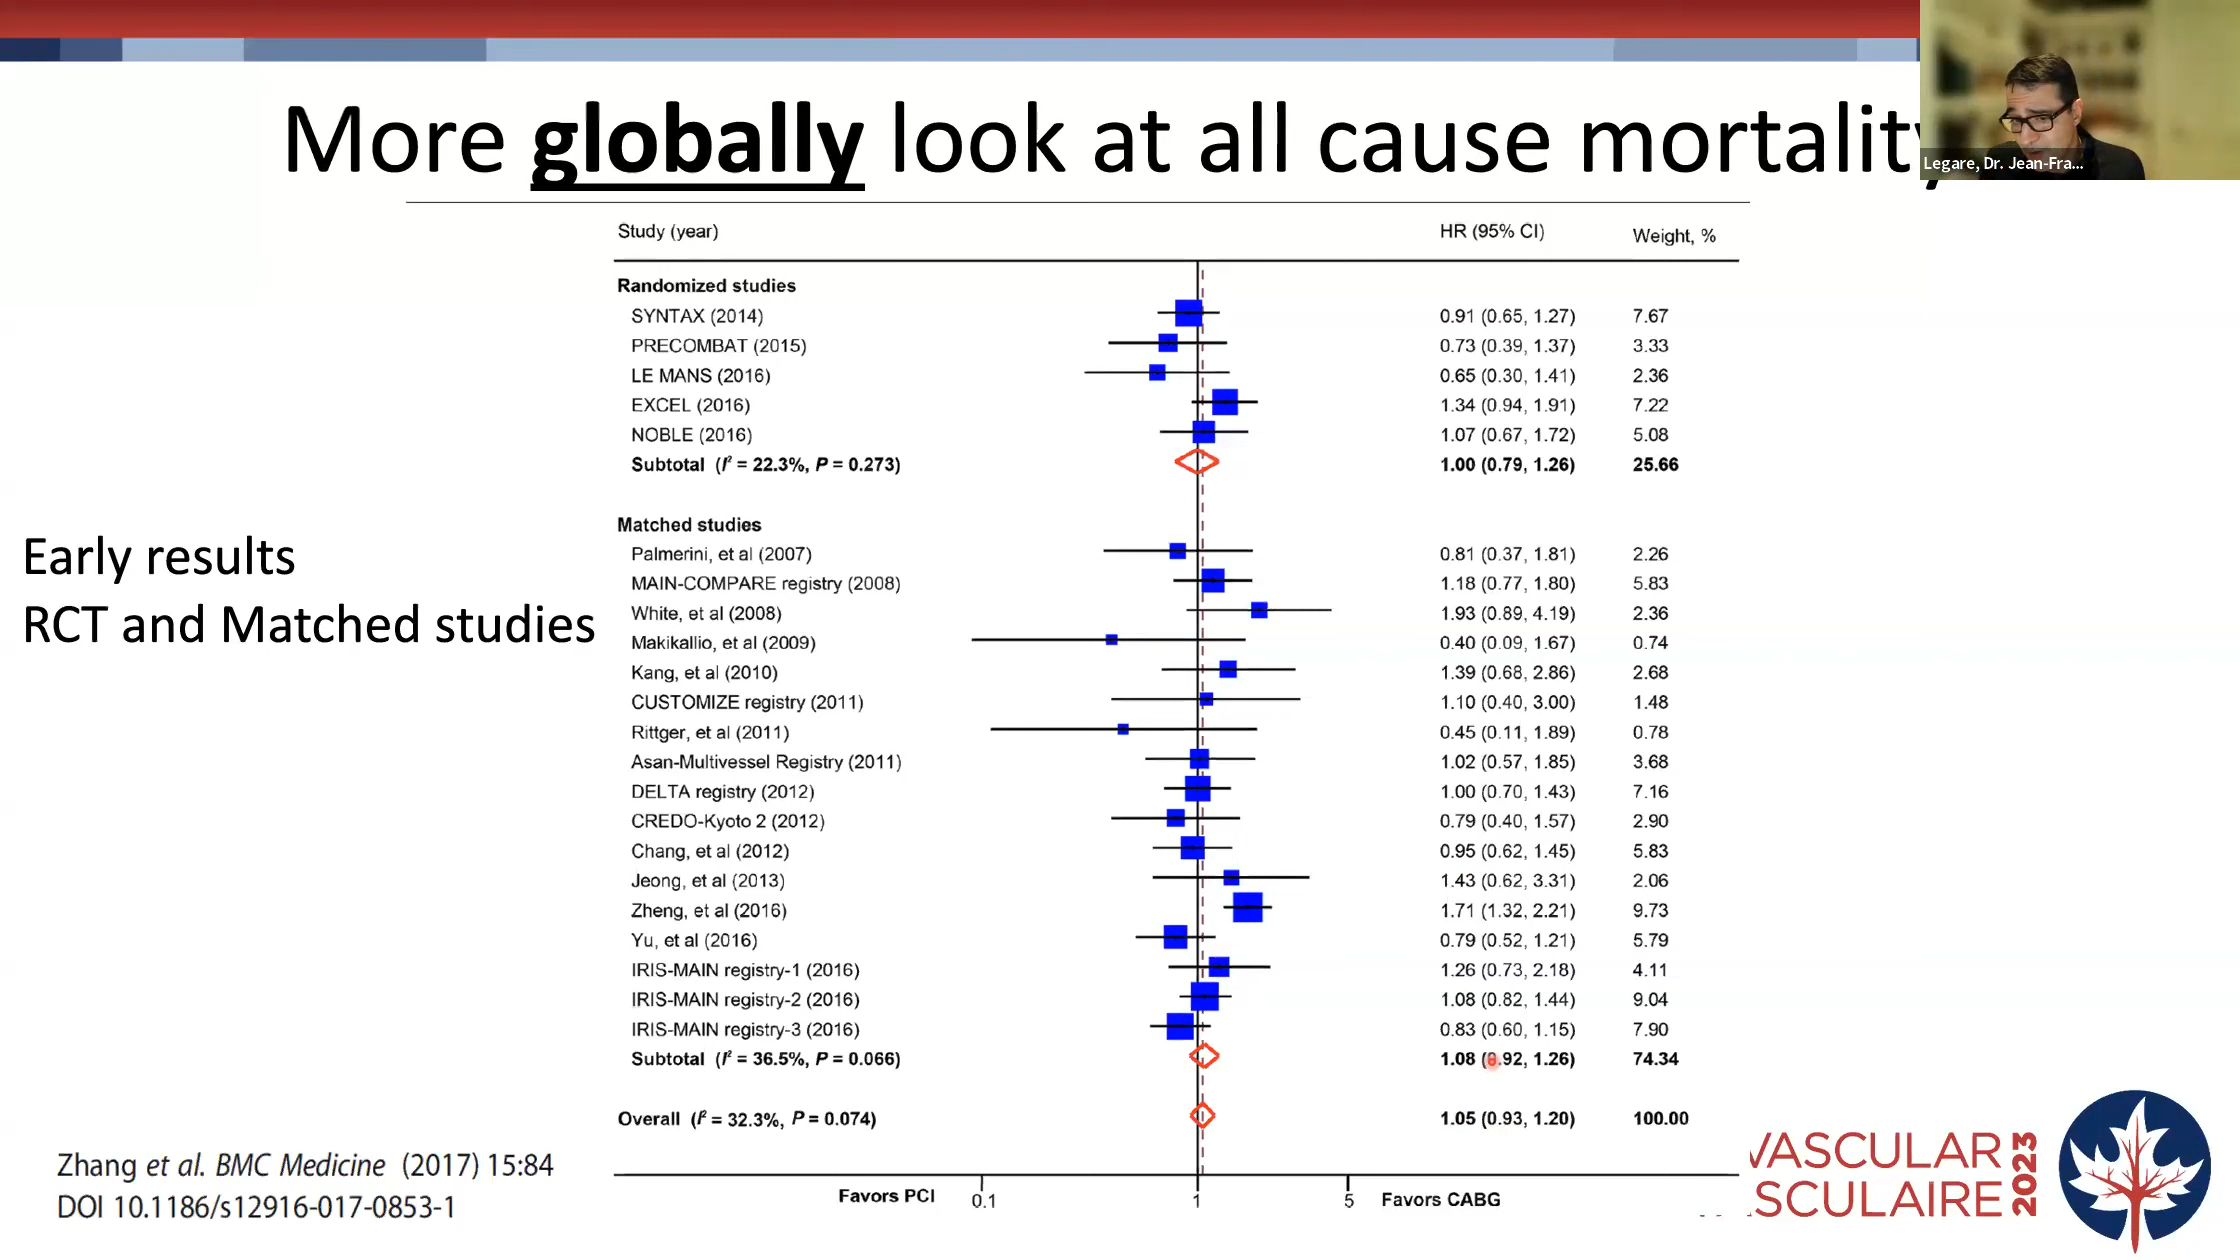 More globally look at all cause mortality
Legare, Dr. Jean-Fra...
Study (year) HR (95% CI) Weight, %
Randomized studies
SYNTAX (2014) 0.91 (0.65, 1.27) 7.67
PRECOMBAT (2015) 0.73 (0.39, 1.37) 3.33
LE MANS (2016) 0.65 (0.30, 1.41) 2.36
EXCEL (2016) 1.34 (0.94, 1.91) 7.22
NOBLE (2016) 1.07 (0.67, 1.72) 5.08
Subtotal (I² = 22.3%, P = 0.273) 1.00 (0.79, 1.26) 25.66
Matched studies
Palmerini, et al (2007) 0.81 (0.37, 1.81) 2.26
MAIN-COMPARE registry (2008) 1.18 (0.77, 1.80) 5.83
White, et al (2008) 1.93 (0.89, 4.19) 2.36
Makikallio, et al (2009) 0.40 (0.09, 1.67) 0.74
Kang, et al (2010) 1.39 (0.68, 2.86) 2.68
CUSTOMIZE registry (2011) 1.10 (0.40, 3.00) 1.48
Rittger, et al (2011) 0.45 (0.11, 1.89) 0.78
Asan-Multivessel Registry (2011) 1.02 (0.57, 1.85) 3.68
DELTA registry (2012) 1.00 (0.70, 1.43) 7.16
CREDO-Kyoto 2 (2012) 0.79 (0.40, 1.57) 2.90
Chang, et al (2012) 0.95 (0.62, 1.45) 5.83
Jeong, et al (2013) 1.43 (0.62, 3.31) 2.06
Zheng, et al (2016) 1.71 (1.32, 2.21) 9.73
Yu, et al (2016) 0.79 (0.52, 1.21) 5.79
IRIS-MAIN registry-1 (2016) 1.26 (0.73, 2.18) 4.11
IRIS-MAIN registry-2 (2016) 1.08 (0.82, 1.44) 9.04
IRIS-MAIN registry-3 (2016) 0.83 (0.60, 1.15) 7.90
Subtotal (I² = 36.5%, P = 0.066) 1.08 (0.92, 1.26) 74.34
Overall (I² = 32.3%, P = 0.074) 1.05 (0.93, 1.20) 100.00
Favors PCI 0.1 1 5 Favors CABG
Early results
RCT and Matched studies
Zhang et al. BMC Medicine (2017) 15:84
DOI 10.1186/s12916-017-0853-1
VASCULAR
SCULAIRE
2023